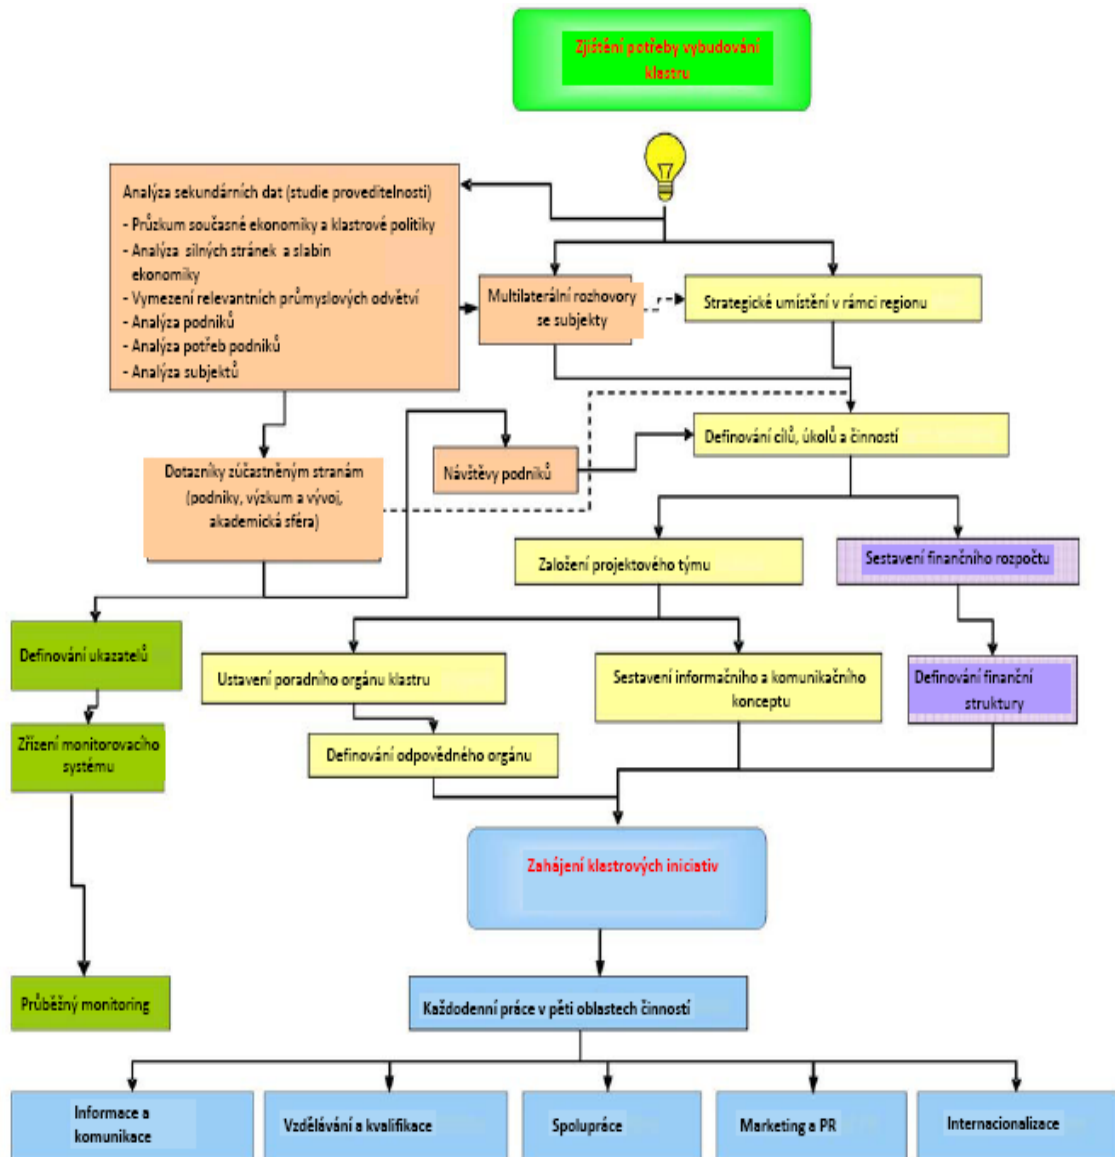 Zjištění potřeby vybudování
klastru
Analýza sekundárních dat (studie proveditelnosti)
- Průzkum současné ekonomiky a klastrové politiky
- Analýza silných stránek a slabin
ekonomiky
- Vymezení relevantních průmyslových odvětví
- Analýza podniků
- Analýza potřeb podniků
- Analýza subjektů
Multilaterální rozhovory
se subjekty
Strategické umístění v rámci regionu
Definování cílů, úkolů a činností
Návštěvy podniků
Dotazníky zúčastněným stranám
(podniky, výzkum a vývoj,
akademická sféra)
Založení projektového týmu
Sestavení finančního rozpočtu
Definování ukazatelů
Ustavení poradního orgánu klastru
Sestavení informačního a komunikačního
konceptu
Definování finanční
struktury
Zřízení monitorovacího
systému
Definování odpovědného orgánu
Zahájení klastrových iniciativ
Průběžný monitoring
Každodenní práce v pěti oblastech činností
Informace a
komunikace
Vzdělávání a kvalifikace
Spolupráce
Marketing a PR
Internacionalizace